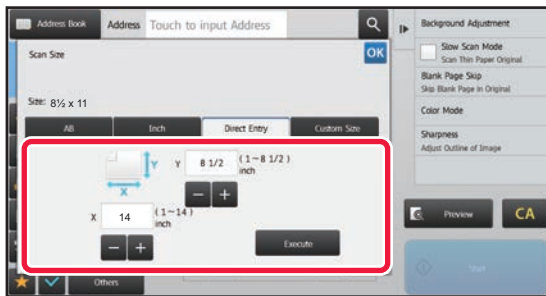 Address Book
Address
Touch to input Address
Background Adjustment
Scan Size
OK
Slow Scan Mode
Scan Thin Paper Original
Blank Page Skip
Skip Blank Page in Original
Size: 8½ x 11
Color Mode
AB
Inch
Direct Entry
Custom Size
Sharpness
Adjust Outline of Image
Y
Y
8 1/2
(1~8 1/2)
inch
X
X
14
(1~14)
inch
Execute
Preview
CA
Start
Others